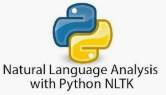 Natural Language Analysis
with Python NLTK